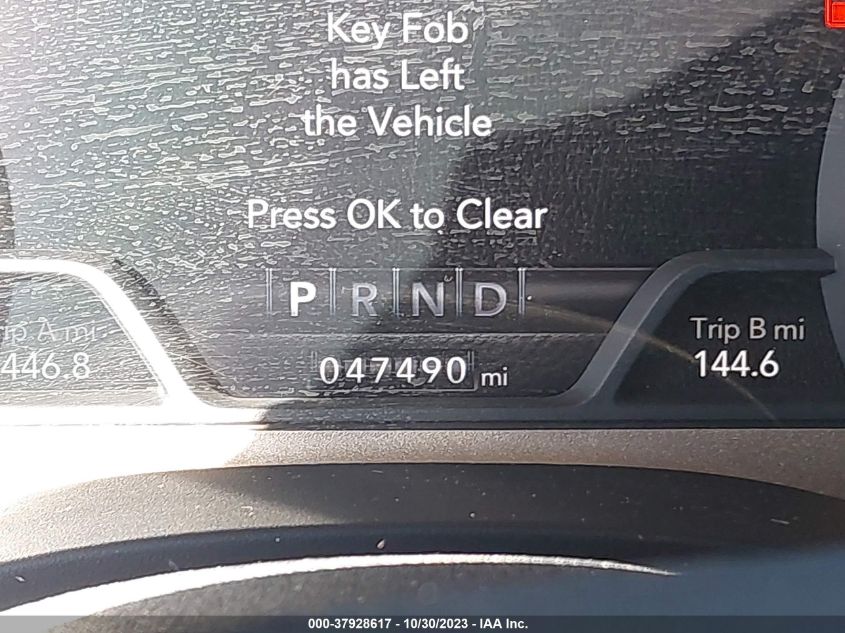 Key Fob
has Left
the Vehicle
Press OK to Clear
P R N D
Trip B mi
446.8
047490 mi
144.6
000-37928617 - 10/30/2023 - IAA Inc.